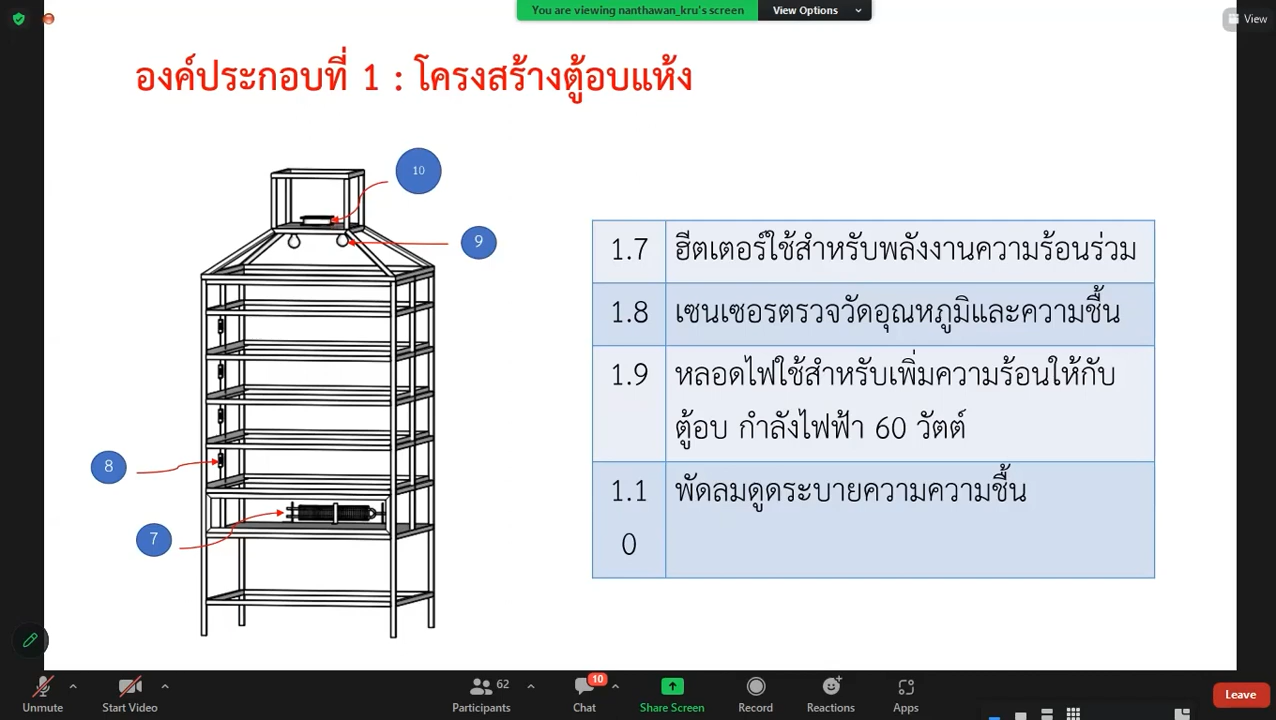 You are viewing nanthawan_kru's screen
View Options
View
องค์ประกอบที่ 1 : โครงสร้างตู้อบแห้ง
10
9
8
7
1.7 ฮีตเตอร์ใช้สำหรับพลังงานความร้อนร่วม
1.8 เซนเซอรตรวจวัดอุณหภูมิและความชื้น
1.9 หลอดไฟใช้สำหรับเพิ่มความร้อนให้กับ
ตู้อบ กำลังไฟฟ้า 60 วัตต์
1.1 พัดลมดูดระบายความความชื้น
0
Unmute
Start Video
62
Participants
10
Chat
Share Screen
Record
Reactions
Apps
Leave